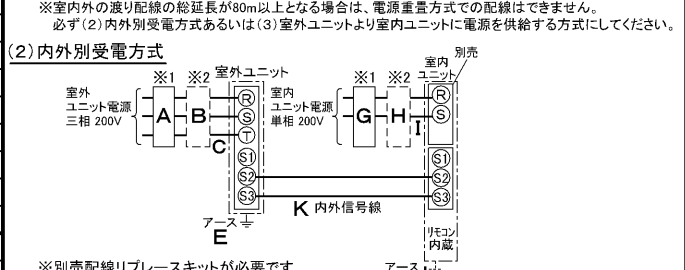 ※室内外の渡り配線の総延長が80m以上となる場合は、電源重畳方式での配線はできません。
必ず(2)内外別受電方式あるいは(3)室外ユニットより室内ユニットに電源を供給する方式にしてください。
(2)内外別受電方式
※1 ※2 室外ユニット ※1 ※2 室内ユニット 別売
室外
ユニット電源
三相 200V
A B C
R
S
T
S1
S2
S3
室内
ユニット電源
単相 200V
G H I
R
S
S1
S2
S3
K 内外信号線
アース
E
リモコン
内蔵
アース
※別売配線リプレースキットが必要です